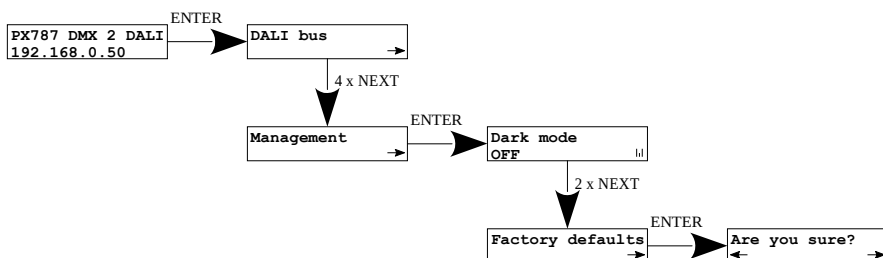 ENTER
PX787 DMX 2 DALI
192.168.0.50
DALI bus
4 x NEXT
Management
ENTER
Dark mode
OFF
2 x NEXT
Factory defaults
ENTER
Are you sure?